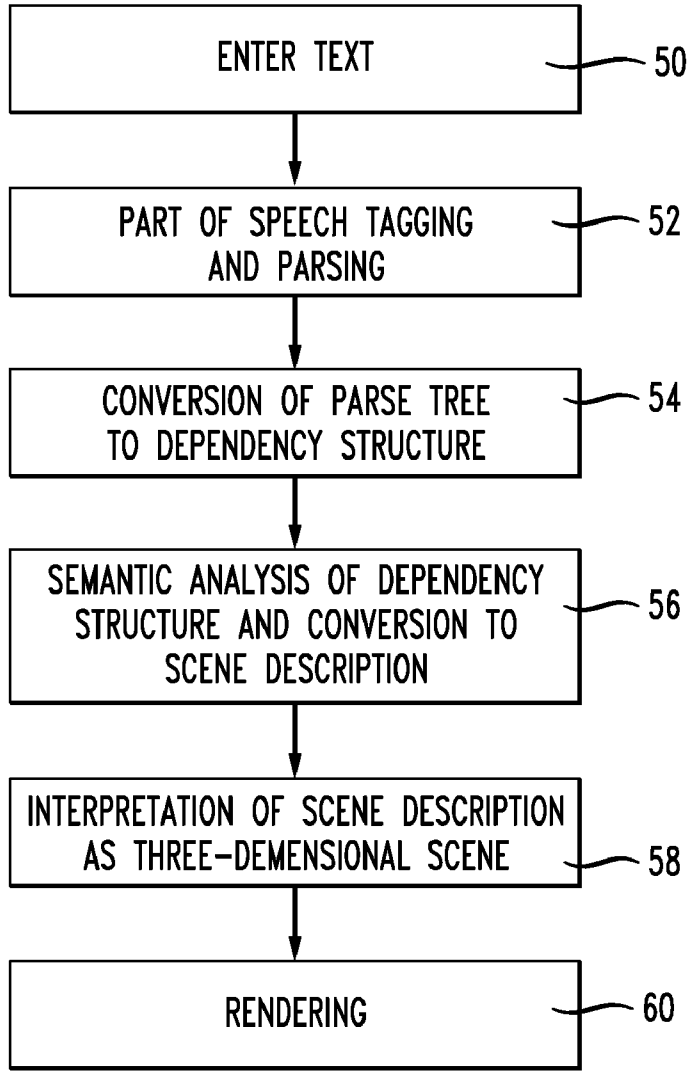 ENTER TEXT
50
PART OF SPEECH TAGGING
AND PARSING
52
CONVERSION OF PARSE TREE
TO DEPENDENCY STRUCTURE
54
SEMANTIC ANALYSIS OF DEPENDENCY
STRUCTURE AND CONVERSION TO
SCENE DESCRIPTION
56
INTERPRETATION OF SCENE DESCRIPTION
AS THREE-DEMENSIONAL SCENE
58
RENDERING
60